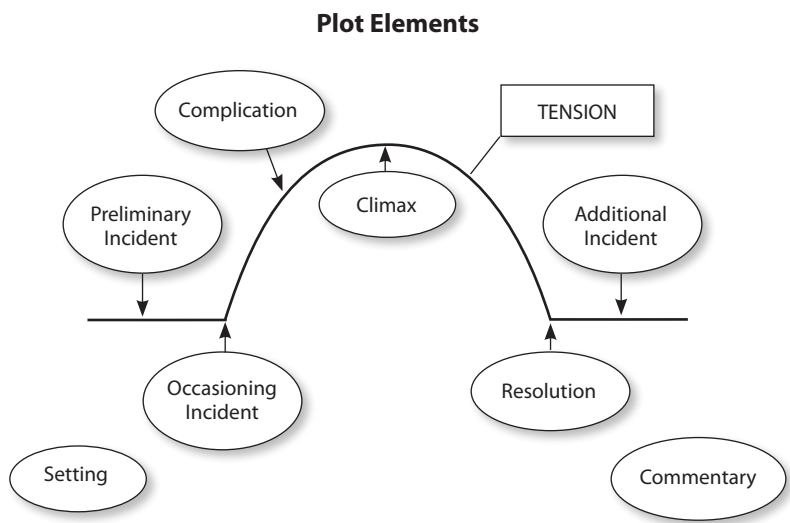 Plot Elements
Complication
TENSION
Preliminary
Incident
Climax
Additional
Incident
Occasioning
Incident
Resolution
Setting
Commentary